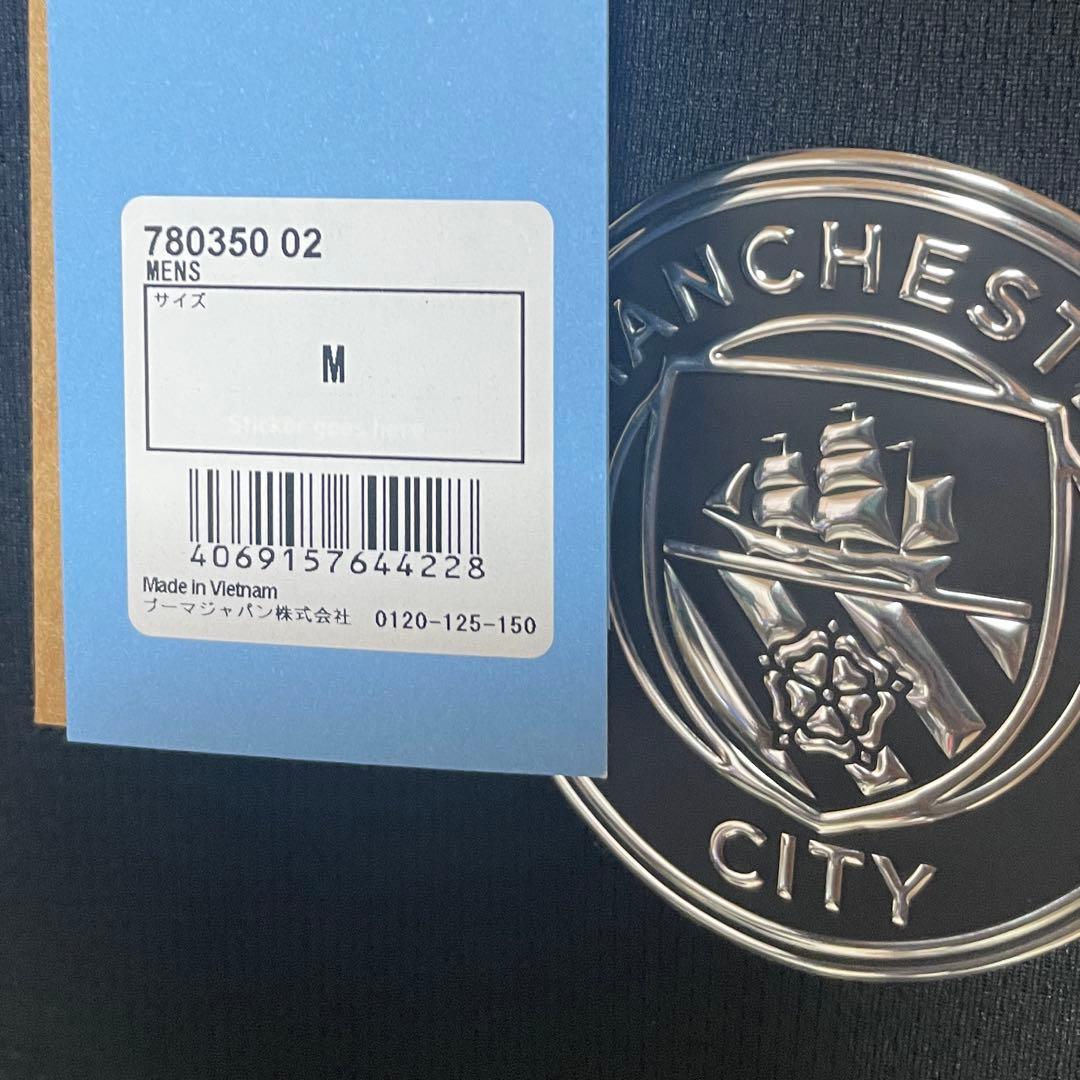 780350 02
MENS
サイズ
M
Sticker goes here
4069157644228
Made in Vietnam
プーマジャパン株式会社 0120-125-150
MANCHEST
CITY